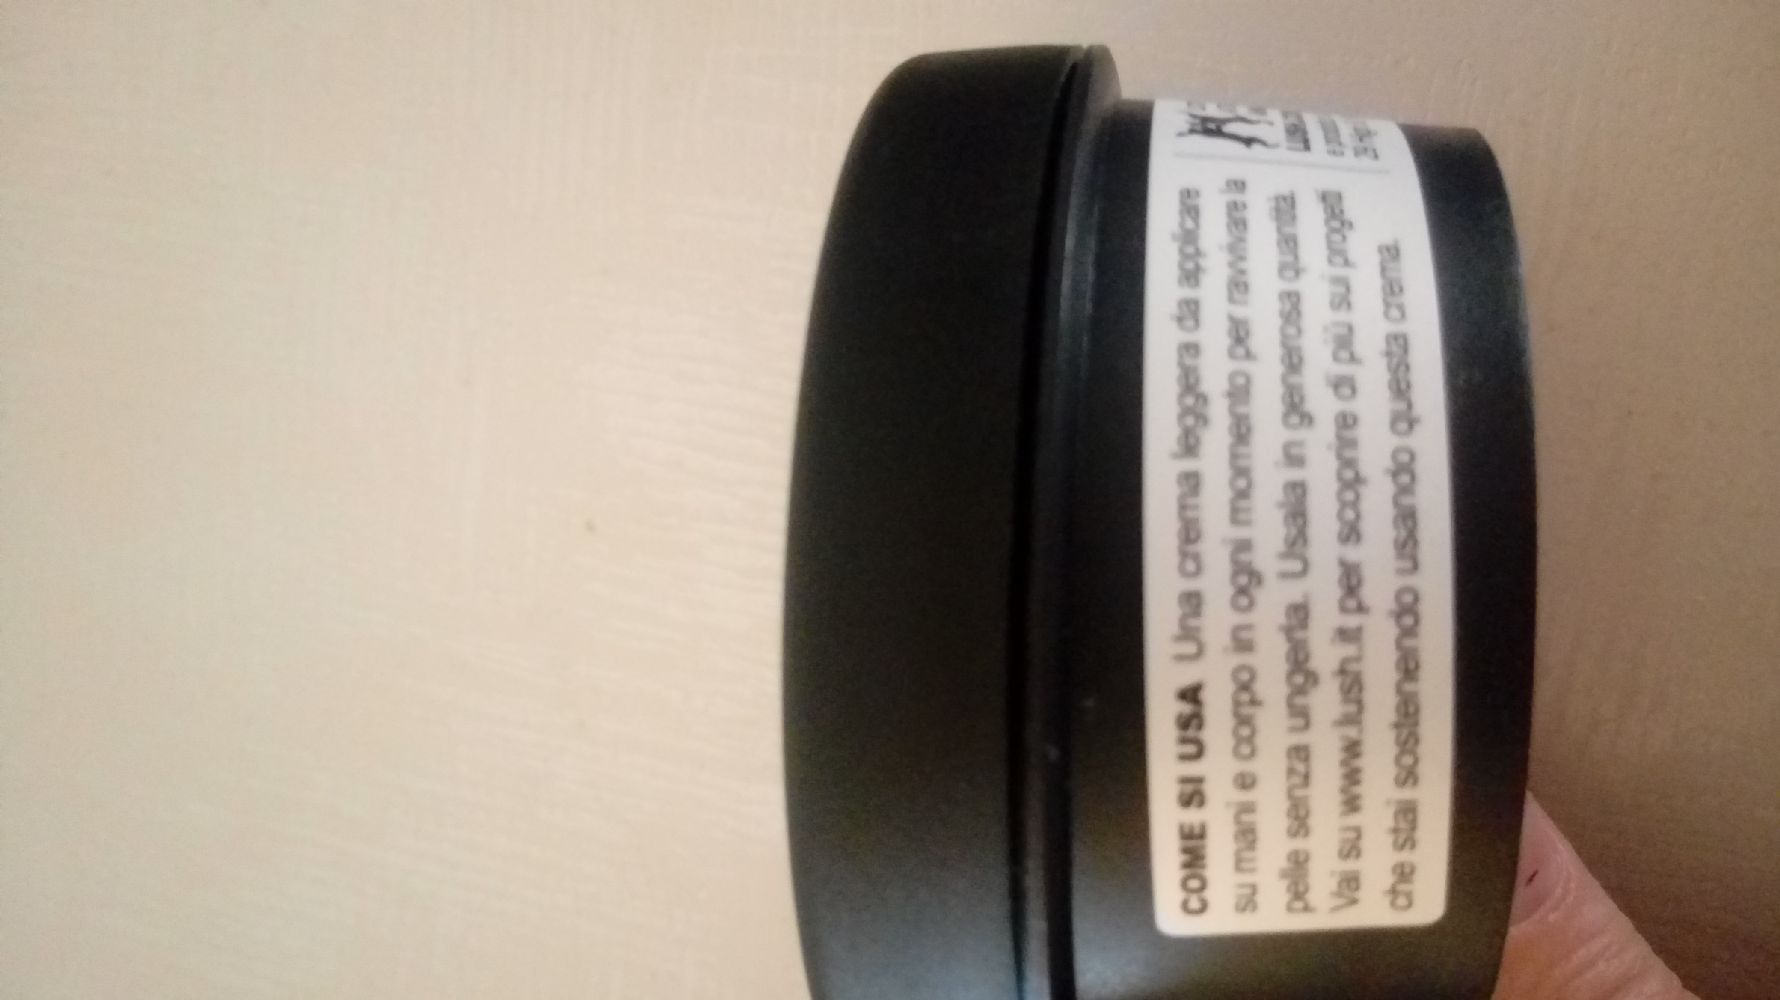 COME SI USA Una crema leggera da applicare
su mani e corpo in ogni momento per ravvivare la
pelle senza ungerla. Usala in generosa quantità.
Vai su www.lush.it per scoprire di più sui progetti
che stai sostenendo usando questa crema.